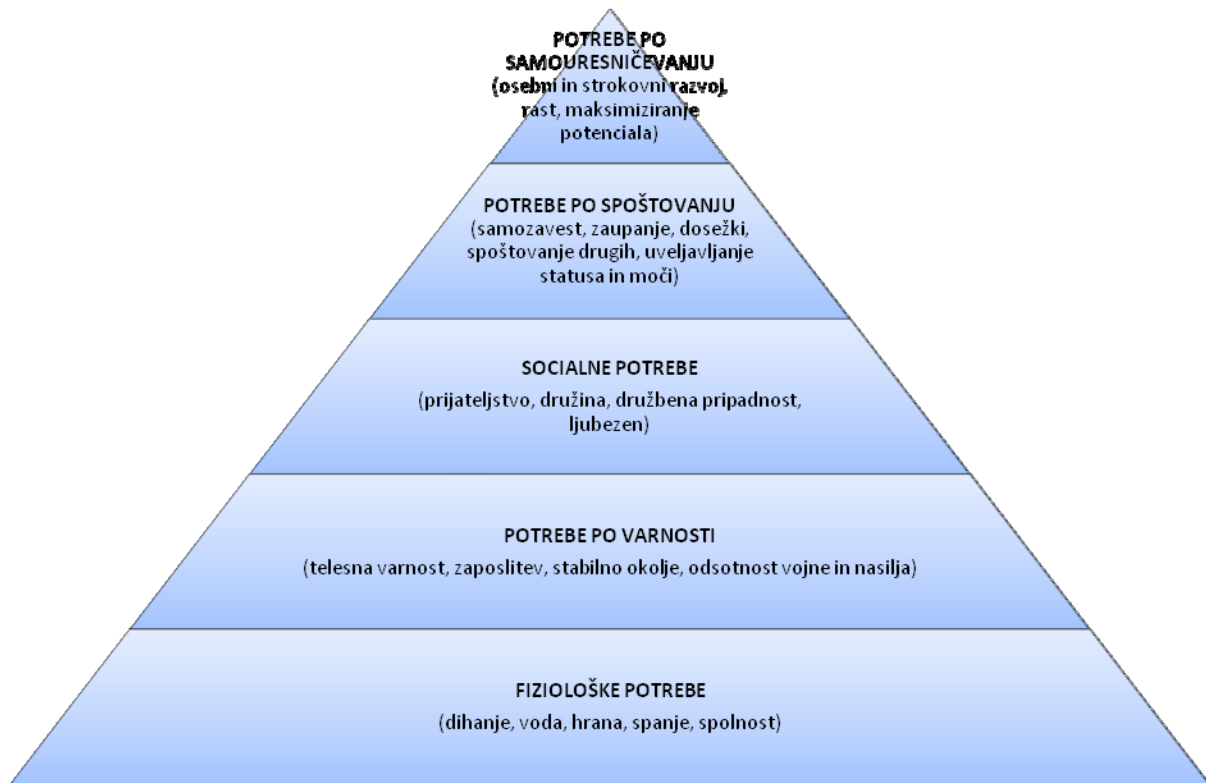 POTREBE PO
SAMOURESNIČEVANJU
(osebni in strokovni razvoj,
rast, maksimiziranje
potenciala)
POTREBE PO SPOŠTOVANJU
(samozavest, zaupanje, dosežki,
spoštovanje drugih, uveljavljanje
statusa in moči)
SOCIALNE POTREBE
(prijateljstvo, družina, družbena pripadnost,
ljubezen)
POTREBE PO VARNOSTI
(telesna varnost, zaposlitev, stabilno okolje, odsotnost vojne in nasilja)
FIZIOLOŠKE POTREBE
(dihanje, voda, hrana, spanje, spolnost)